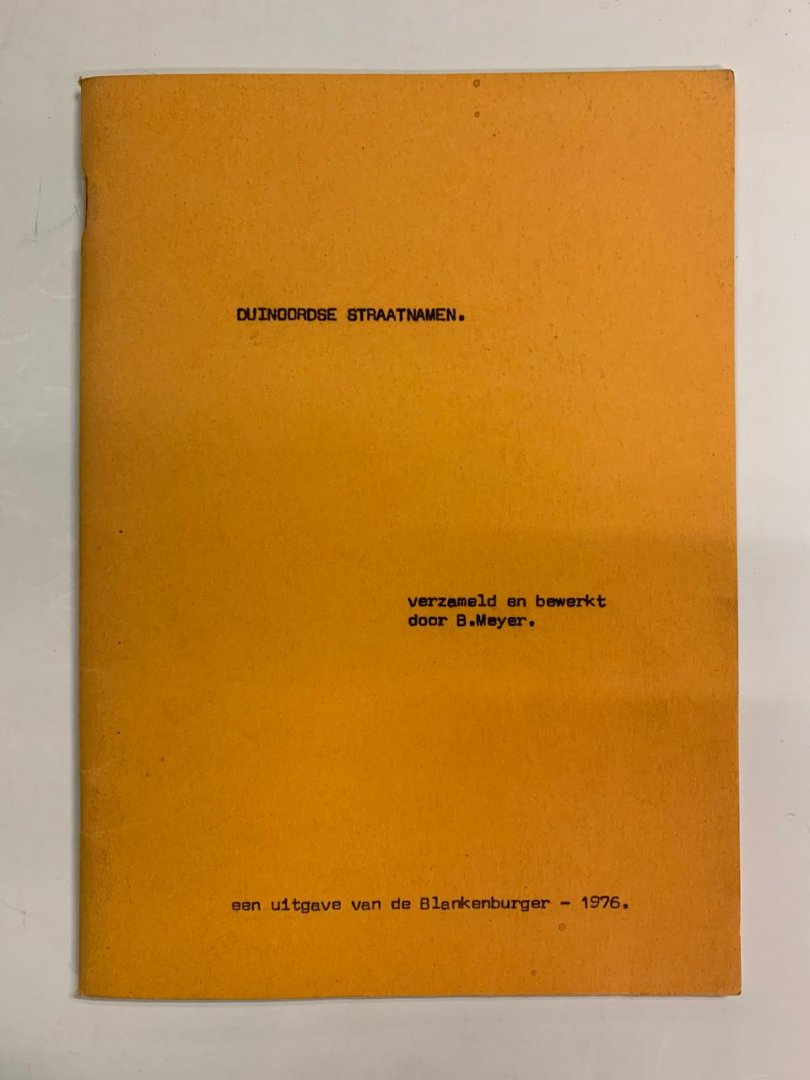 DUINOORDSE STRAATNAMEN.
verzameld en bewerkt
door B.Meyer.
een uitgave van de Blankenburger - 1976.